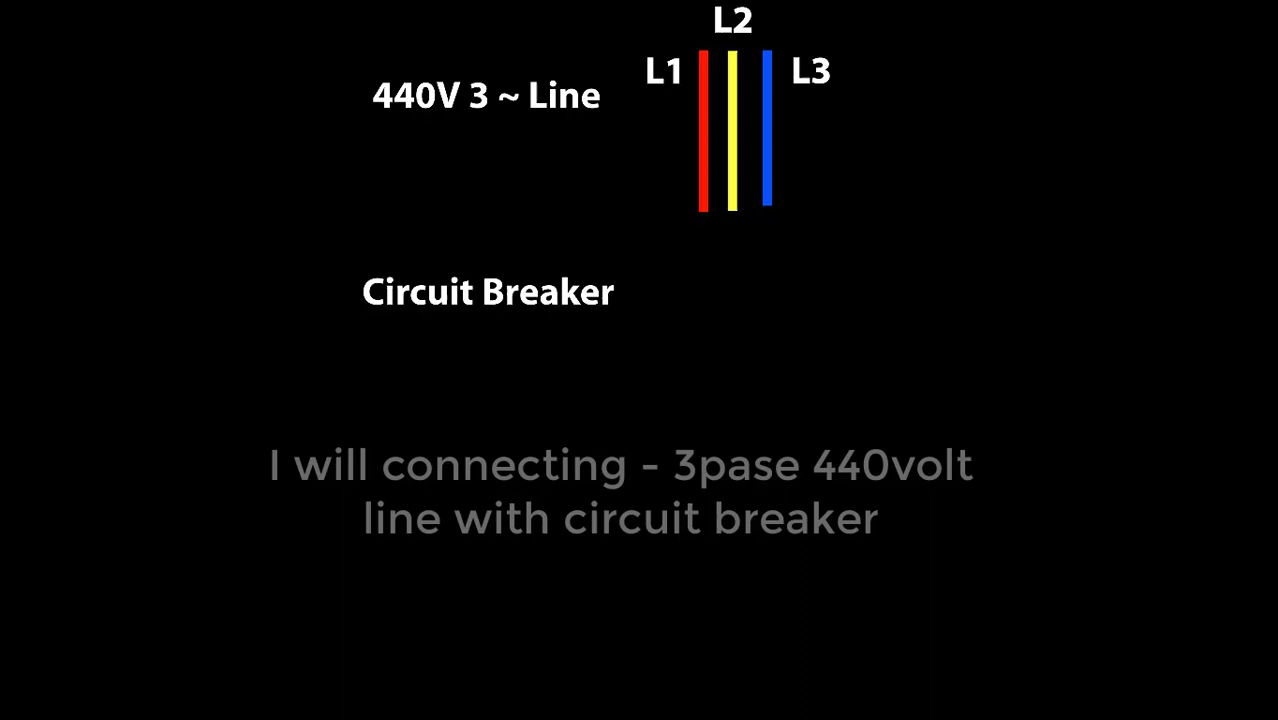 L2
L1
L3
440V 3 ~ Line
Circuit Breaker
I will connecting - 3pase 440volt
line with circuit breaker